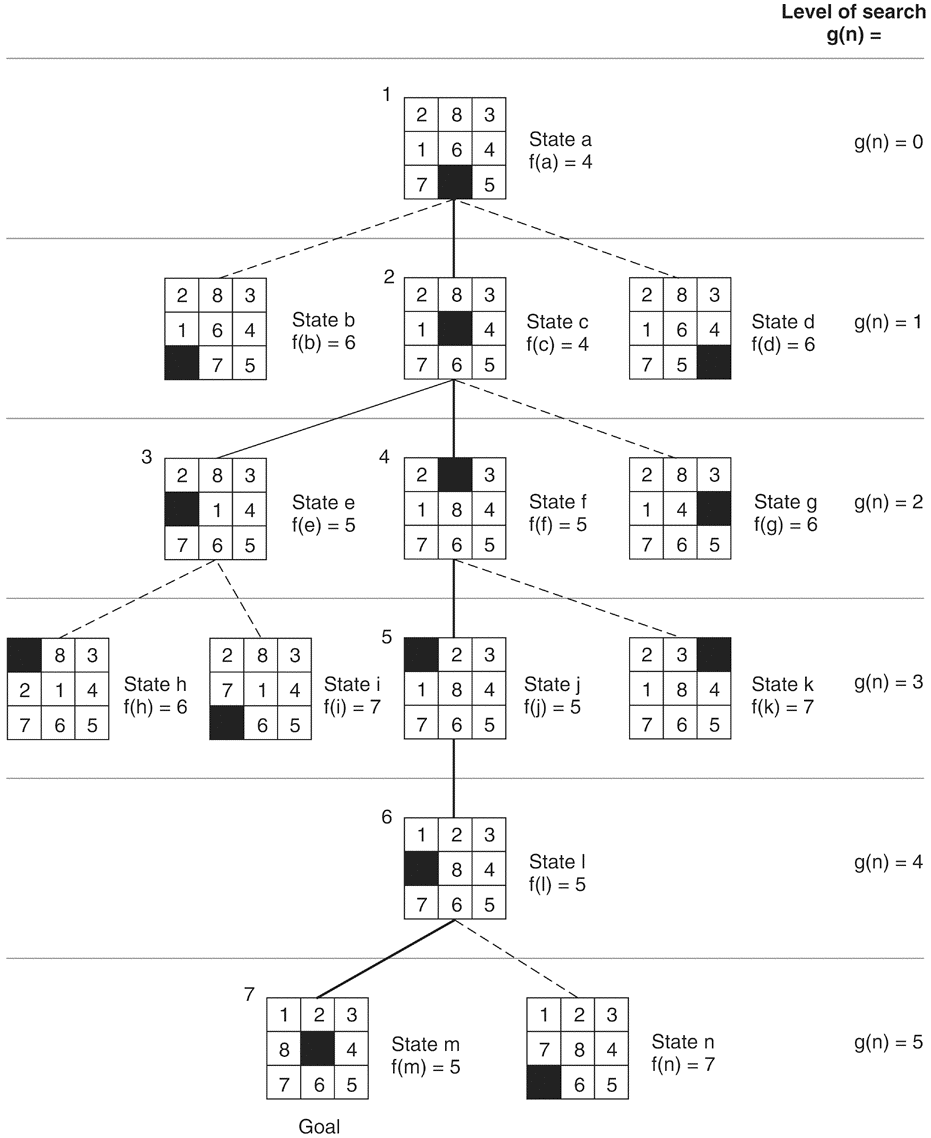 Level of search
g(n) =
1
2 8 3
1 6 4
7 5
State a
f(a) = 4
g(n) = 0
2 8 3
1 6 4
7 5
State b
f(b) = 6
2
2 8 3
1 4
7 6 5
State c
f(c) = 4
2 8 3
1 6 4
7 5
State d
f(d) = 6
g(n) = 1
3
2 8 3
1 4
7 6 5
State e
f(e) = 5
4
2 3
1 8 4
7 6 5
State f
f(f) = 5
2 8 3
1 4
7 6 5
State g
f(g) = 6
g(n) = 2
8 3
2 1 4
7 6 5
State h
f(h) = 6
2 8 3
7 1 4
6 5
State i
f(i) = 7
5
2 3
1 8 4
7 6 5
State j
f(j) = 5
2 3
1 8 4
7 6 5
State k
f(k) = 7
g(n) = 3
6
1 2 3
8 4
7 6 5
State l
f(l) = 5
g(n) = 4
7
1 2 3
8 4
7 6 5
State m
f(m) = 5
Goal
1 2 3
7 8 4
6 5
State n
f(n) = 7
g(n) = 5